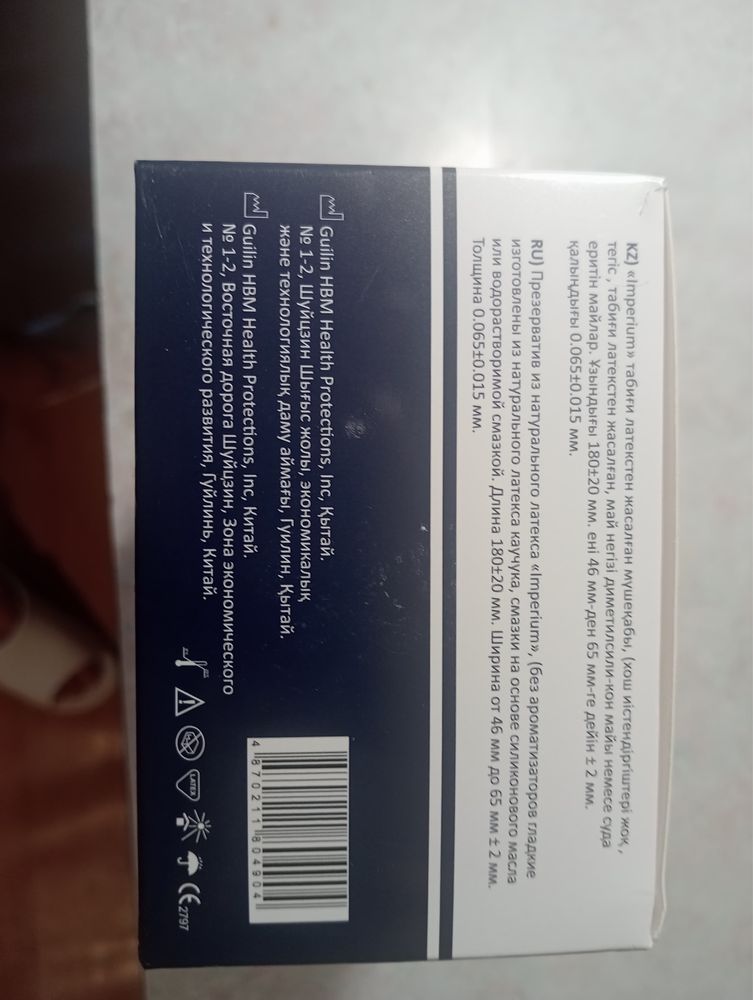 KZ) «Imperium» табиғи латекстен жасалған мүшеқабы, (хош иістендіргіштері жоқ ,
тегіс , табиғи латекстен жасалған, май негізі диметилсили-кон майы немесе суда
еритін майлар. Ұзындығы 180±20 мм. ені 46 мм-ден 65 мм-ге дейін ± 2 мм.
қалыңдығы 0.065±0.015 мм.
RU) Презерватив из натурального латекса «Imperium», (без ароматизаторов гладкие
изготовлены из натурального латекса каучука, смазки на основе силиконового масла
или водорастворимой смазкой. Длина 180±20 мм. Ширина от 46 мм до 65 мм ± 2 мм.
Толщина 0.065±0.015 мм.
Guilin HBM Health Protections, Inc, Қытай.
№ 1-2, Шуйцзин Шығыс жолы, экономикалық
және технологиялық даму аймағы, Гуилин, Қытай.
Guilin HBM Health Protections, Inc, Китай.
№ 1-2, Восточная дорога Шуйцзин, Зона экономического
и технологического развития, Гуйлинь, Китай.
4 870211 804904
LATEX
CE 2797